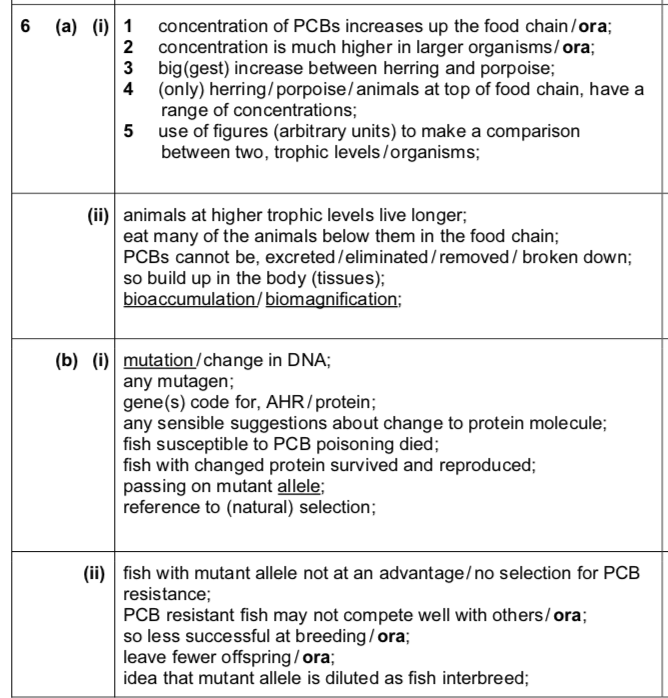 6 (a) (i) 1 concentration of PCBs increases up the food chain/ora;
2 concentration is much higher in larger organisms/ora;
3 big(gest) increase between herring and porpoise;
4 (only) herring/porpoise/animals at top of food chain, have a
range of concentrations;
5 use of figures (arbitrary units) to make a comparison
between two, trophic levels/organisms;
(ii) animals at higher trophic levels live longer;
eat many of the animals below them in the food chain;
PCBs cannot be, excreted/eliminated/removed/broken down;
so build up in the body (tissues);
bioaccumulation/biomagnification;
(b) (i) mutation/change in DNA;
any mutagen;
gene(s) code for, AHR/protein;
any sensible suggestions about change to protein molecule;
fish susceptible to PCB poisoning died;
fish with changed protein survived and reproduced;
passing on mutant allele;
reference to (natural) selection;
(ii) fish with mutant allele not at an advantage/no selection for PCB
resistance;
PCB resistant fish may not compete well with others/ora;
so less successful at breeding/ora;
leave fewer offspring/ora;
idea that mutant allele is diluted as fish interbreed;